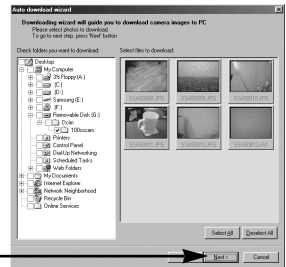 Auto download wizard
Downloading wizard will guide you to download camera images to PC
Please select photos to download.
To go to next step, press 'Next' button
Check folders you want to download:
Select files to download:
Desktop
My Computer
3½ Floppy (A:)
(C:)
(D:)
Samsung (E:)
(F:)
Removable Disk (G:)
Dcim
100sscam
Printers
Control Panel
Dial-Up Networking
Scheduled Tasks
Web Folders
My Documents
Internet Explorer
Network Neighborhood
Recycle Bin
Online Services
Select All
Deselect All
Next >
Cancel